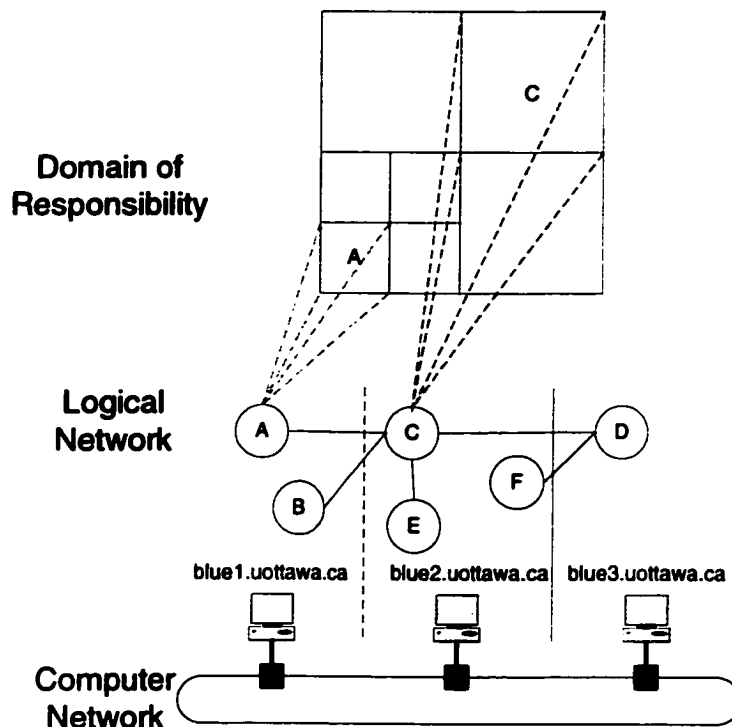 C
Domain of
Responsibility
A
Logical
Network
A
C
D
B
E
F
blue1.uottawa.ca
blue2.uottawa.ca
blue3.uottawa.ca
Computer
Network